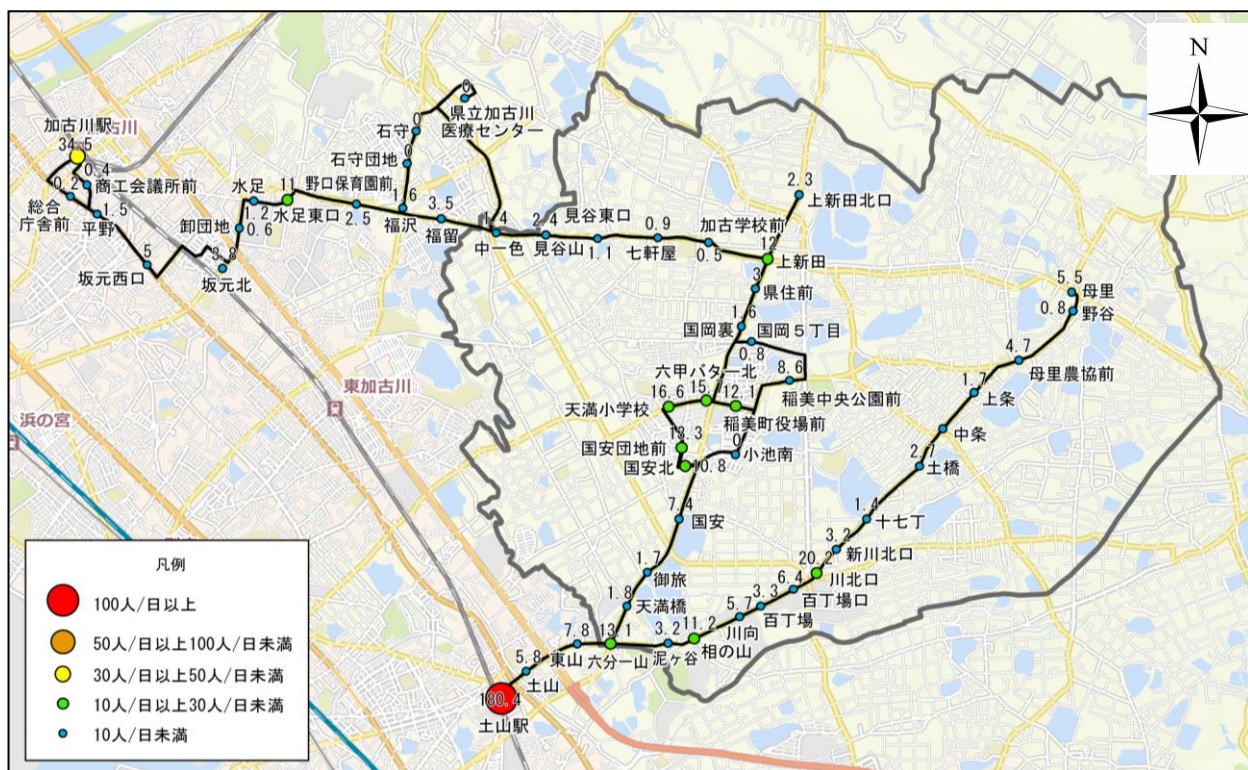 N
加古川駅
34.5
0.4
商工会議所前
0.2
総合
庁舎前
1.5
平野
5
坂元西口
3.8
坂元北
卸団地
0.6
水足
1.2
11
水足東口
野口保育園前
2.5
石守
0
石守団地
0
0
県立加古川
医療センター
1.6
福沢
3.5
福留
1.4
中一色
2.4
見谷山
見谷東口
1.1
0.9
七軒屋
加古学校前
0.5
2.3
上新田北口
12
上新田
3
県住前
1.6
国岡裏
国岡5丁目
0.8
六甲バター北
8.6
稲美中央公園前
16.6
天満小学校
12.1
稲美町役場前
18.3
国安団地前
国安北
10.8
0
小池南
7.4
国安
1.7
御旅
1.8
天満橋
5.5
母里
0.8
野谷
4.7
母里農協前
1.7
上条
中条
2.7
土橋
1.4
十七丁
3.2
新川北口
20.2
川北口
6.4
百丁場口
3.3
百丁場
5.7
川向
11.2
相の山
3.2
泥ヶ谷
13.1
六分一山
7.8
東山
5.8
土山
180.4
土山駅
東加古川
浜の宮
凡例
100人/日以上
50人/日以上100人/日未満
30人/日以上50人/日未満
10人/日以上30人/日未満
10人/日未満